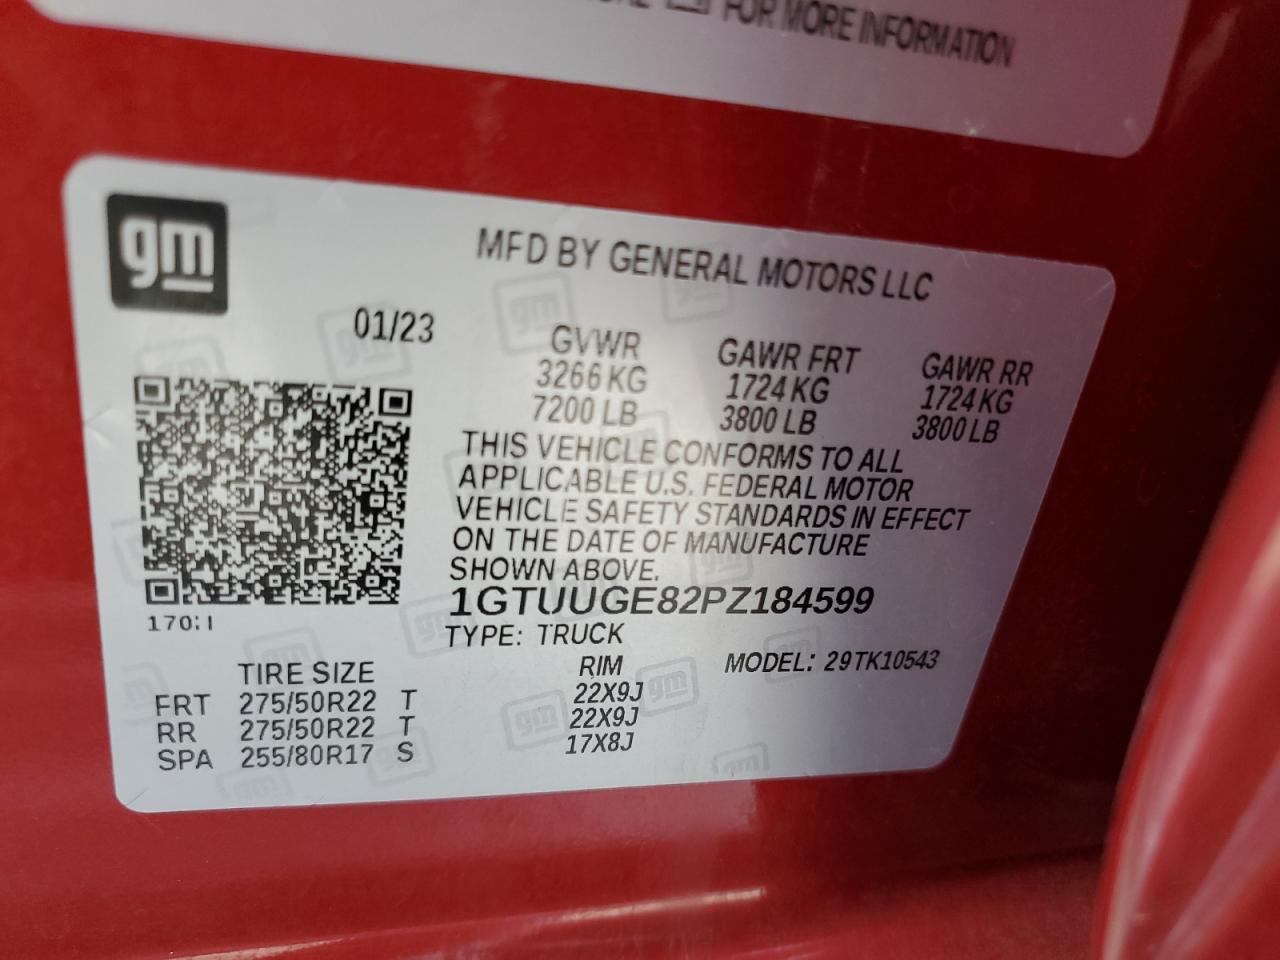 FOR MORE INFORMATION
gm
MFD BY GENERAL MOTORS LLC
01/23
GVWR GAWR FRT GAWR RR
3266 KG 1724 KG 1724 KG
7200 LB 3800 LB 3800 LB
THIS VEHICLE CONFORMS TO ALL
APPLICABLE U.S. FEDERAL MOTOR
VEHICLE SAFETY STANDARDS IN EFFECT
ON THE DATE OF MANUFACTURE
SHOWN ABOVE.
1GTUUGE82PZ184599
TYPE: TRUCK
MODEL: 29TK10543
TIRE SIZE RIM
FRT 275/50R22 T 22X9J
RR 275/50R22 T 22X9J
SPA 255/80R17 S 17X8J